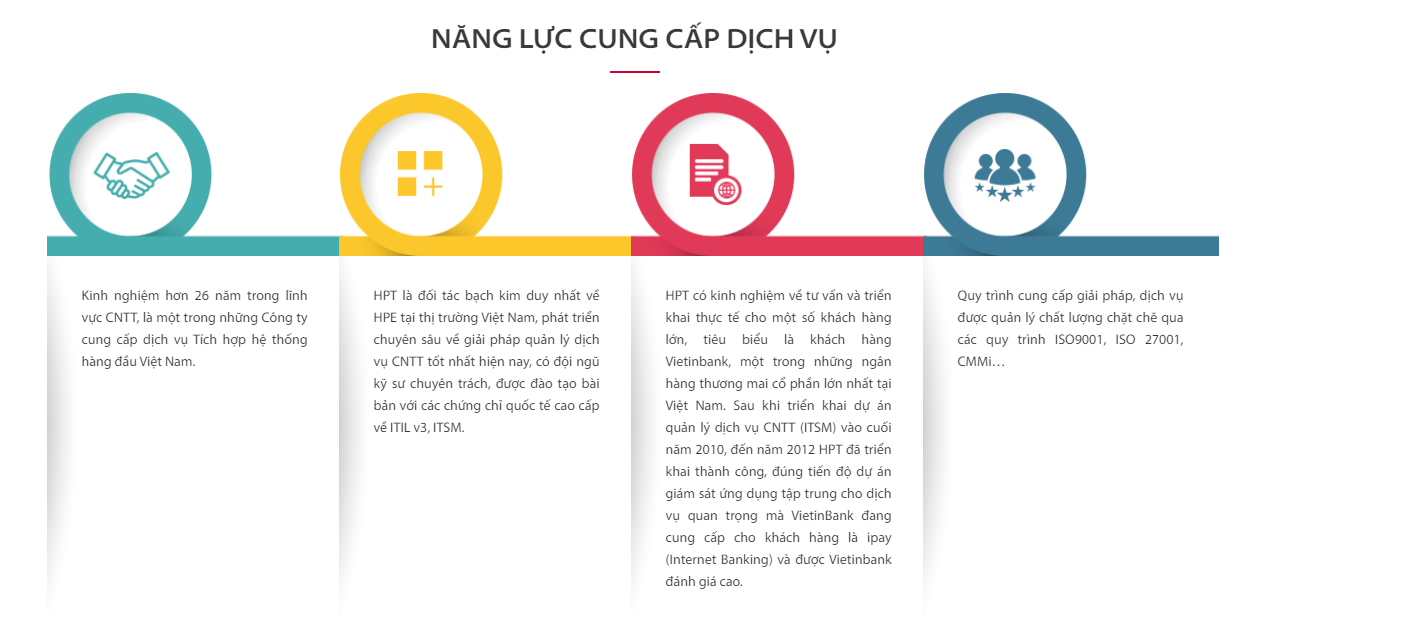 NĂNG LỰC CUNG CẤP DỊCH VỤ
Kinh nghiệm hơn 26 năm trong lĩnh
vực CNTT, là một trong những Công ty
cung cấp dịch vụ Tích hợp hệ thống
hàng đầu Việt Nam.
HPT là đối tác bạch kim duy nhất về
HPE tại thị trường Việt Nam, phát triển
chuyên sâu về giải pháp quản lý dịch
vụ CNTT tốt nhất hiện nay, có đội ngũ
kỹ sư chuyên trách, được đào tạo bài
bản với các chứng chỉ quốc tế cao cấp
về ITIL v3, ITSM.
HPT có kinh nghiệm về tư vấn và triển
khai thực tế cho một số khách hàng
lớn, tiêu biểu là khách hàng
Vietinbank, một trong những ngân
hàng thương mai cổ phần lớn nhất tại
Việt Nam. Sau khi triển khai dự án
quản lý dịch vụ CNTT (ITSM) vào cuối
năm 2010, đến năm 2012 HPT đã triển
khai thành công, đúng tiến độ dự án
giám sát ứng dụng tập trung cho dịch
vụ quan trọng mà VietinBank đang
cung cấp cho khách hàng là ipay
(Internet Banking) và được Vietinbank
đánh giá cao.
Quy trình cung cấp giải pháp, dịch vụ
được quản lý chất lượng chặt chẽ qua
các quy trình ISO9001, ISO 27001,
CMMi…